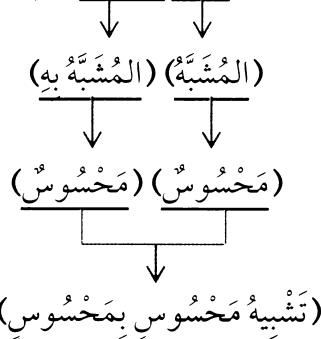 (المُشَبَّهُ) (المُشَبَّهُ بِهِ)
(مَحْسُوسٌ) (مَحْسُوسٌ)
(تَشْبِيهُ مَحْسُوسٍ بِمَحْسُوسٍ)